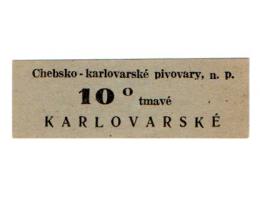 Chebsko - karlovarské pivovary, n. p.
10° tmavé
KARLOVARSKÉ